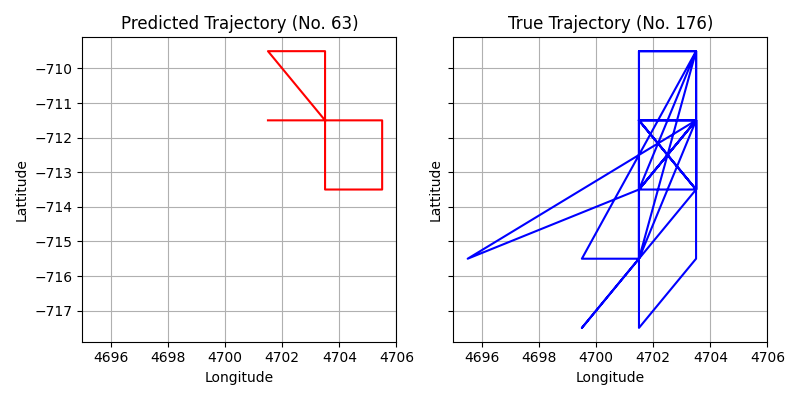 Predicted Trajectory (No. 63)
−710
−711
−712
−713
−714
−715
−716
−717
Lattitude
4696 4698 4700 4702 4704 4706
Longitude
True Trajectory (No. 176)
Lattitude
4696 4698 4700 4702 4704 4706
Longitude